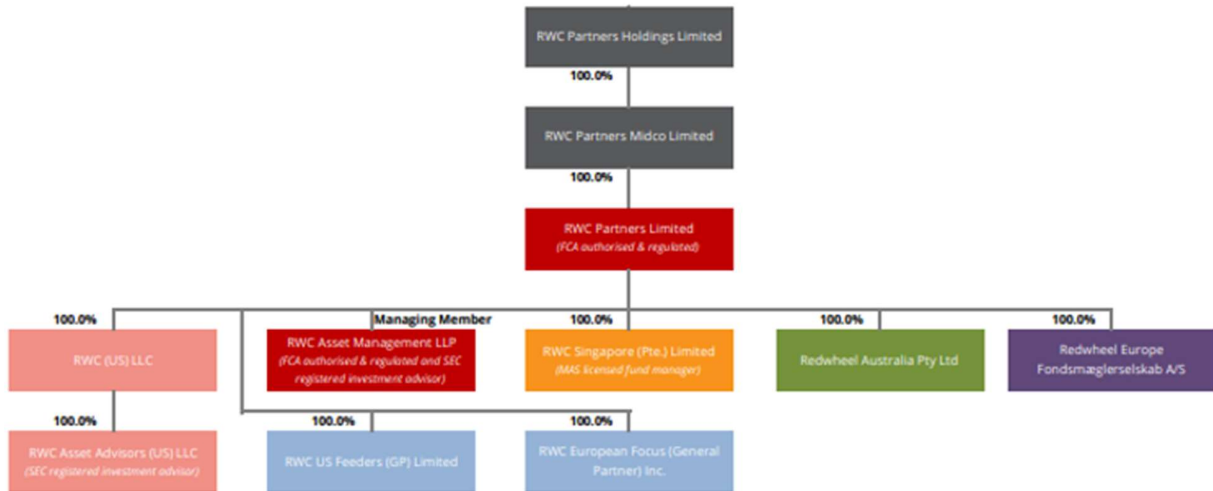 RWC Partners Holdings Limited
100.0%
RWC Partners Midco Limited
100.0%
RWC Partners Limited
(FCA authorised & regulated)
100.0%
Managing Member
100.0%
100.0%
100.0%
RWC (US) LLC
RWC Asset Management LLP
(FCA authorised & regulated and SEC
registered investment advisor)
RWC Singapore (Pte.) Limited
(MAS licensed fund manager)
Redwheel Australia Pty Ltd
Redwheel Europe
Fondsmæglerselskab A/S
100.0%
100.0%
100.0%
RWC Asset Advisors (US) LLC
(SEC registered investment advisor)
RWC US Feeders (GP) Limited
RWC European Focus (General
Partner) Inc.